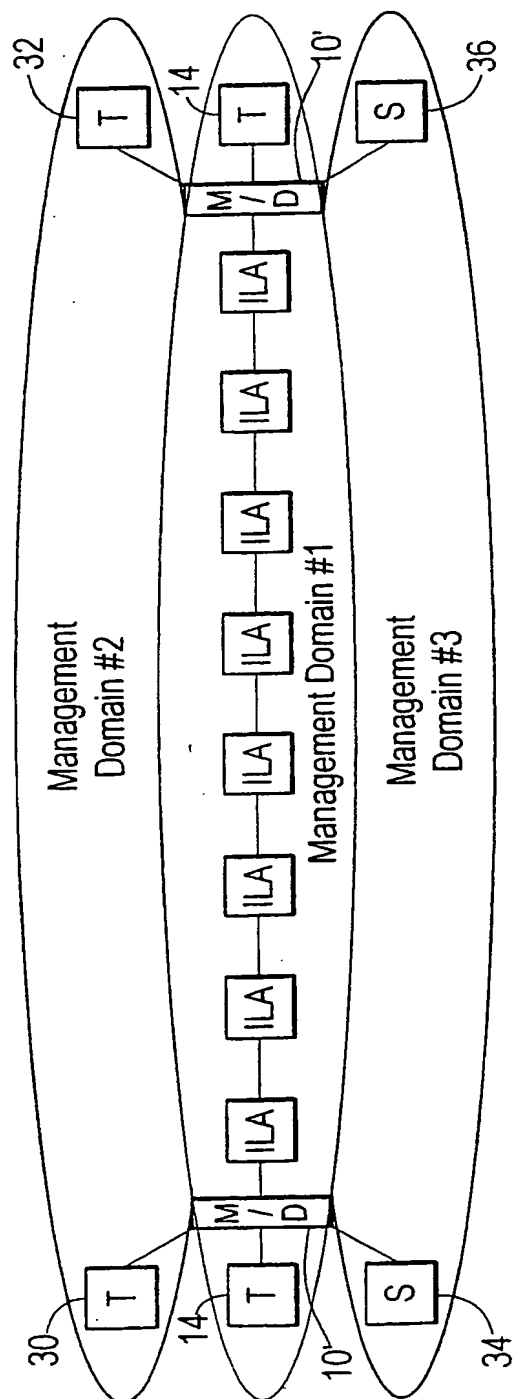 30
32
T
T
Management
Domain #2
14
14
T
M
/
D
ILA
ILA
ILA
ILA
ILA
ILA
ILA
ILA
M
/
D
T
10'
10'
Management Domain #1
S
S
Management
Domain #3
34
36